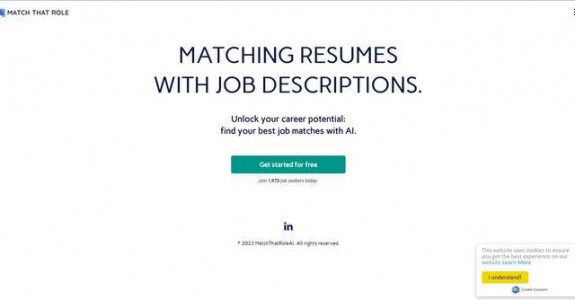 MATCH THAT ROLE
MATCHING RESUMES
WITH JOB DESCRIPTIONS.
Unlock your career potential:
find your best job matches with AI.
Get started for free
Join 1,915 job seekers today
in
© 2023 MatchThatRoleAI. All rights reserved.
This website uses cookies to ensure
you get the best experience on our
website Learn More
I understand!
Cookie Consent